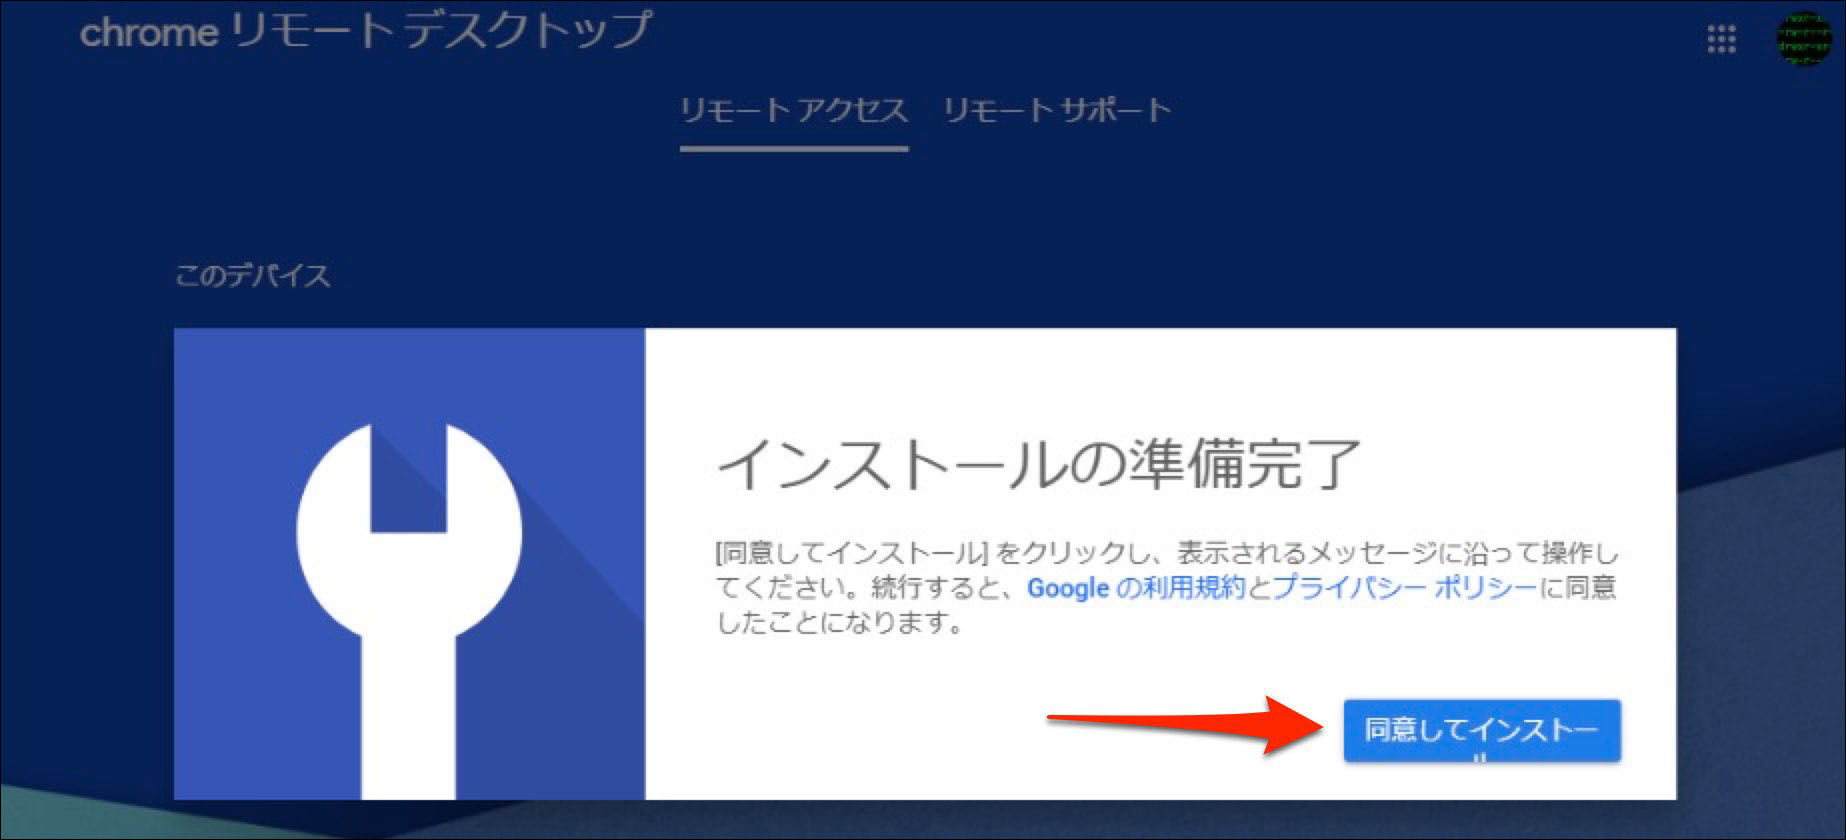 chrome リモート デスクトップ
リモート アクセス リモート サポート
このデバイス
インストールの準備完了
[同意してインストール] をクリックし、表示されるメッセージに沿って操作し
てください。続行すると、Google の利用規約とプライバシー ポリシーに同意
したことになります。
同意してインストー
ル